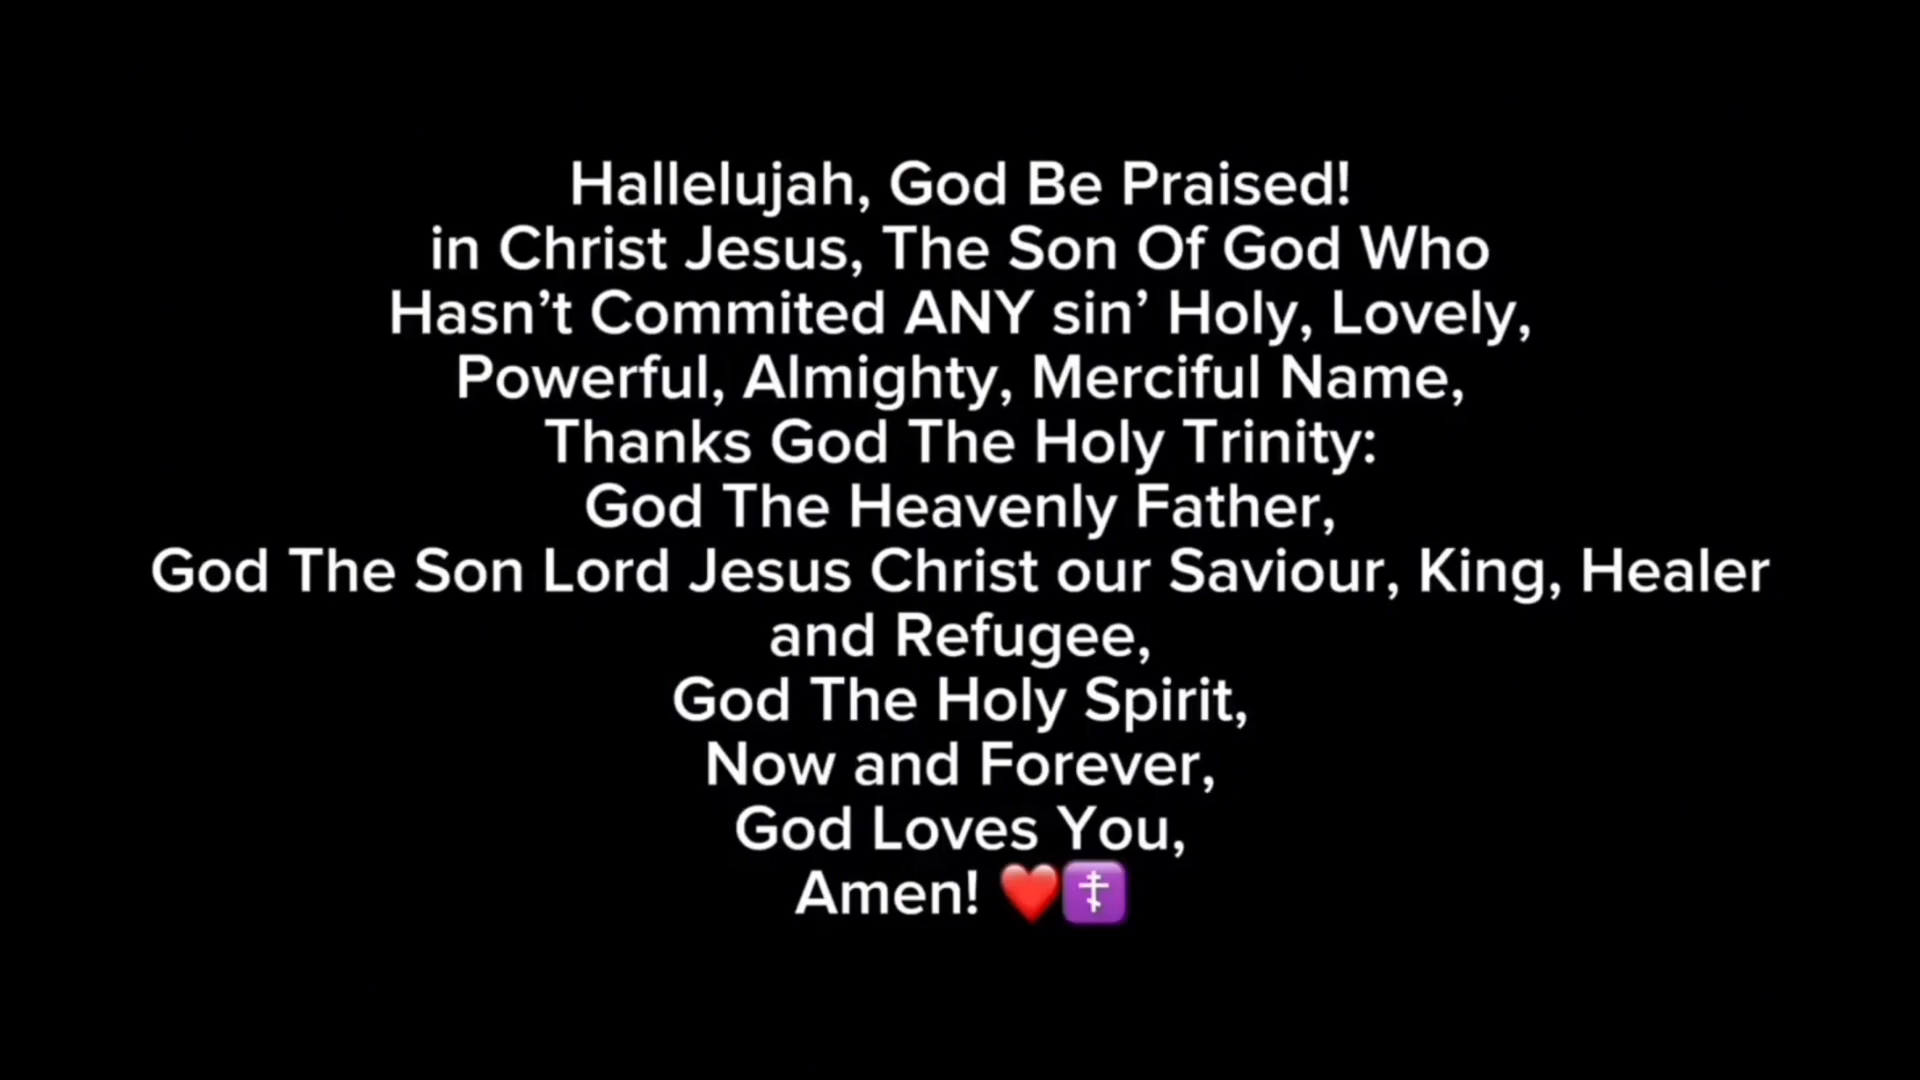 Hallelujah, God Be Praised!
in Christ Jesus, The Son Of God Who
Hasn’t Commited ANY sin’ Holy, Lovely,
Powerful, Almighty, Merciful Name,
Thanks God The Holy Trinity:
God The Heavenly Father,
God The Son Lord Jesus Christ our Saviour, King, Healer
and Refugee,
God The Holy Spirit,
Now and Forever,
God Loves You,
Amen! ❤️☦️